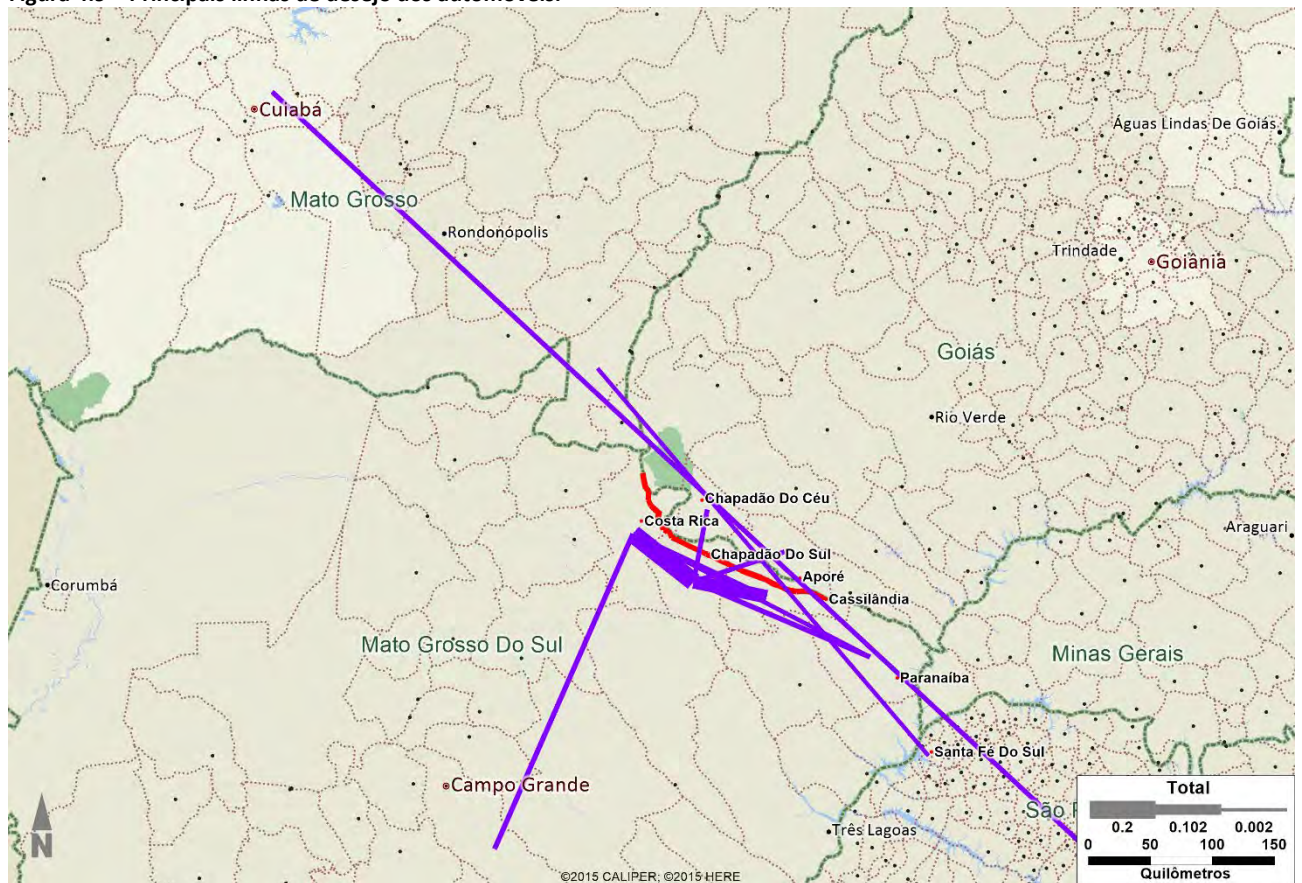 Cuiabá
Águas Lindas De Goiás
Mato Grosso
Rondonópolis
Trindade
Goiânia
Goiás
Rio Verde
Chapadão Do Céu
Costa Rica
Araguari
Chapadão Do Sul
Aporé
Corumbá
Cassilândia
Mato Grosso Do Sul
Minas Gerais
Paranaíba
Santa Fé Do Sul
Campo Grande
Total
São P
0.2 0.102 0.002
Três Lagoas
0 50 100 150
N
Quilômetros
©2015 CALIPER; ©2015 HERE